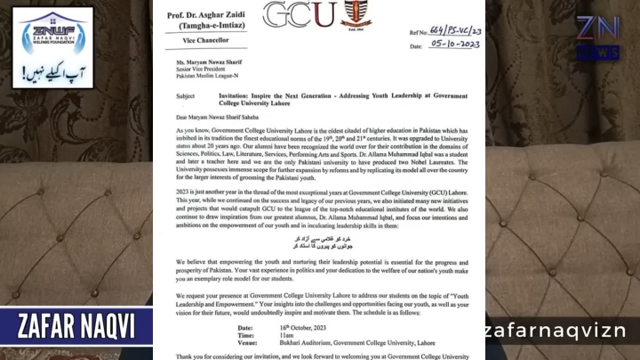 ZNWF
ZAFAR NAQVI
WELFARE FOUNDATION
آپ اکیلے نہیں!
Prof. Dr. Asghar Zaidi
(Tamgha-e-Imtiaz)
Vice Chancellor
GCU
Ref No. 664/PS-VC/23
Date: 05-10-2023
ZN
NEWS
Ms. Maryam Nawaz Sharif
Senior Vice President
Pakistan Muslim League-N
Subject Invitation: Inspire the Next Generation - Addressing Youth Leadership at Government
College University Lahore
Dear Maryam Nawaz Sharif Saheba
As you know, Government College University Lahore is the oldest citadel of higher education in Pakistan which
has imbibed in its tradition the finest educational norms of the 19th, 20th and 21st centuries. It was upgraded to University
status about 20 years ago. Our alumni have been recognized the world over for their contribution in the domains of
Sciences, Politics, Law, Literature, Services, Performing Arts and Sports. Dr. Allama Muhammad Iqbal was a student
and later a teacher here and we are the only Pakistani university to have produced two Nobel Laureates. The
University possesses immense scope for further expansion by reforms and by replicating its model all over the country
for the larger interests of grooming the Pakistani youth.
2023 is just another year in the thread of the most exceptional years at Government College University (GCU) Lahore.
This year, while we continued on the success and legacy of our previous years, we also initiated many new initiatives
and projects that would catapult GCU to the league of the top-notch educational institutes of the world. We also
continue to draw inspiration from our greatest alumnus, Dr. Allama Muhammad Iqbal, and focus our intentions and
ambitions on the empowerment of our youth and in inculcating leadership skills in them:
خرد کو غلامی سے آزاد کر
جوانوں کو پیروں کا استاد کر
We believe that empowering the youth and nurturing their leadership potential is essential for the progress and
prosperity of Pakistan. Your vast experience in politics and your dedication to the welfare of our nation's youth make
you an exemplary role model for our students.
We request your presence at Government College University Lahore to address our students on the topic of "Youth
Leadership and Empowerment." Your insights into the challenges and opportunities facing our youth, as well as
your vision for their future, would undoubtedly inspire and motivate them. The schedule is as follows:
Date: 16th October, 2023
Time: 11am
Venue: Bukhari Auditorium, Government College University, Lahore
Thank you for considering our invitation, and we look forward to welcoming you at Government College University
ZAFAR NAQVI
zafarnaqvizn